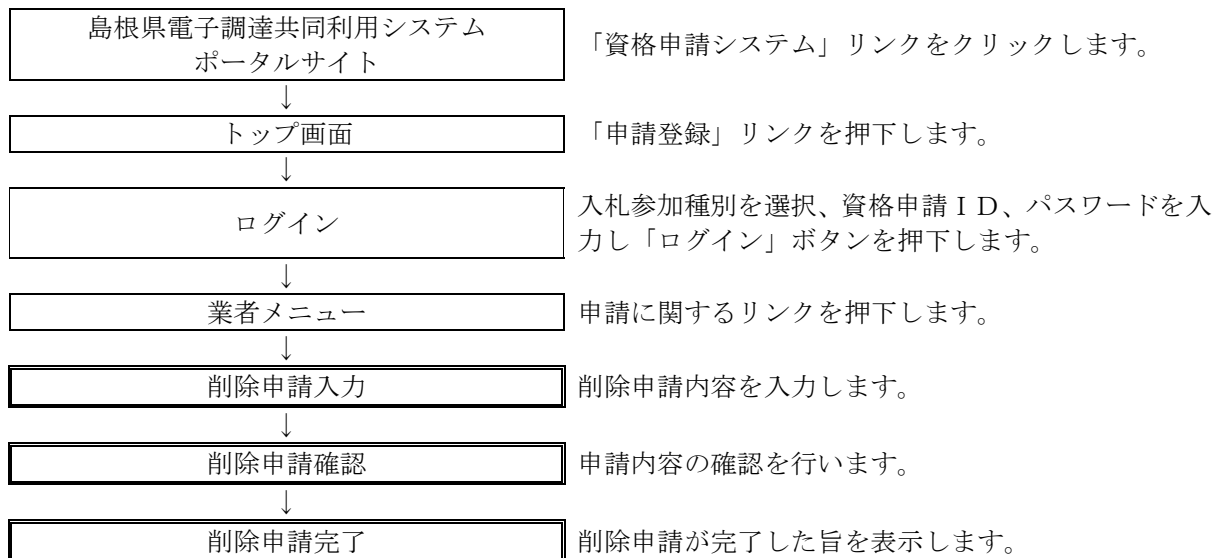 島根県電子調達共同利用システム
ポータルサイト
「資格申請システム」リンクをクリックします。
↓
トップ画面
「申請登録」リンクを押下します。
↓
ログイン
入札参加種別を選択、資格申請ＩＤ、パスワードを入
力し「ログイン」ボタンを押下します。
↓
業者メニュー
申請に関するリンクを押下します。
↓
削除申請入力
削除申請内容を入力します。
↓
削除申請確認
申請内容の確認を行います。
↓
削除申請完了
削除申請が完了した旨を表示します。